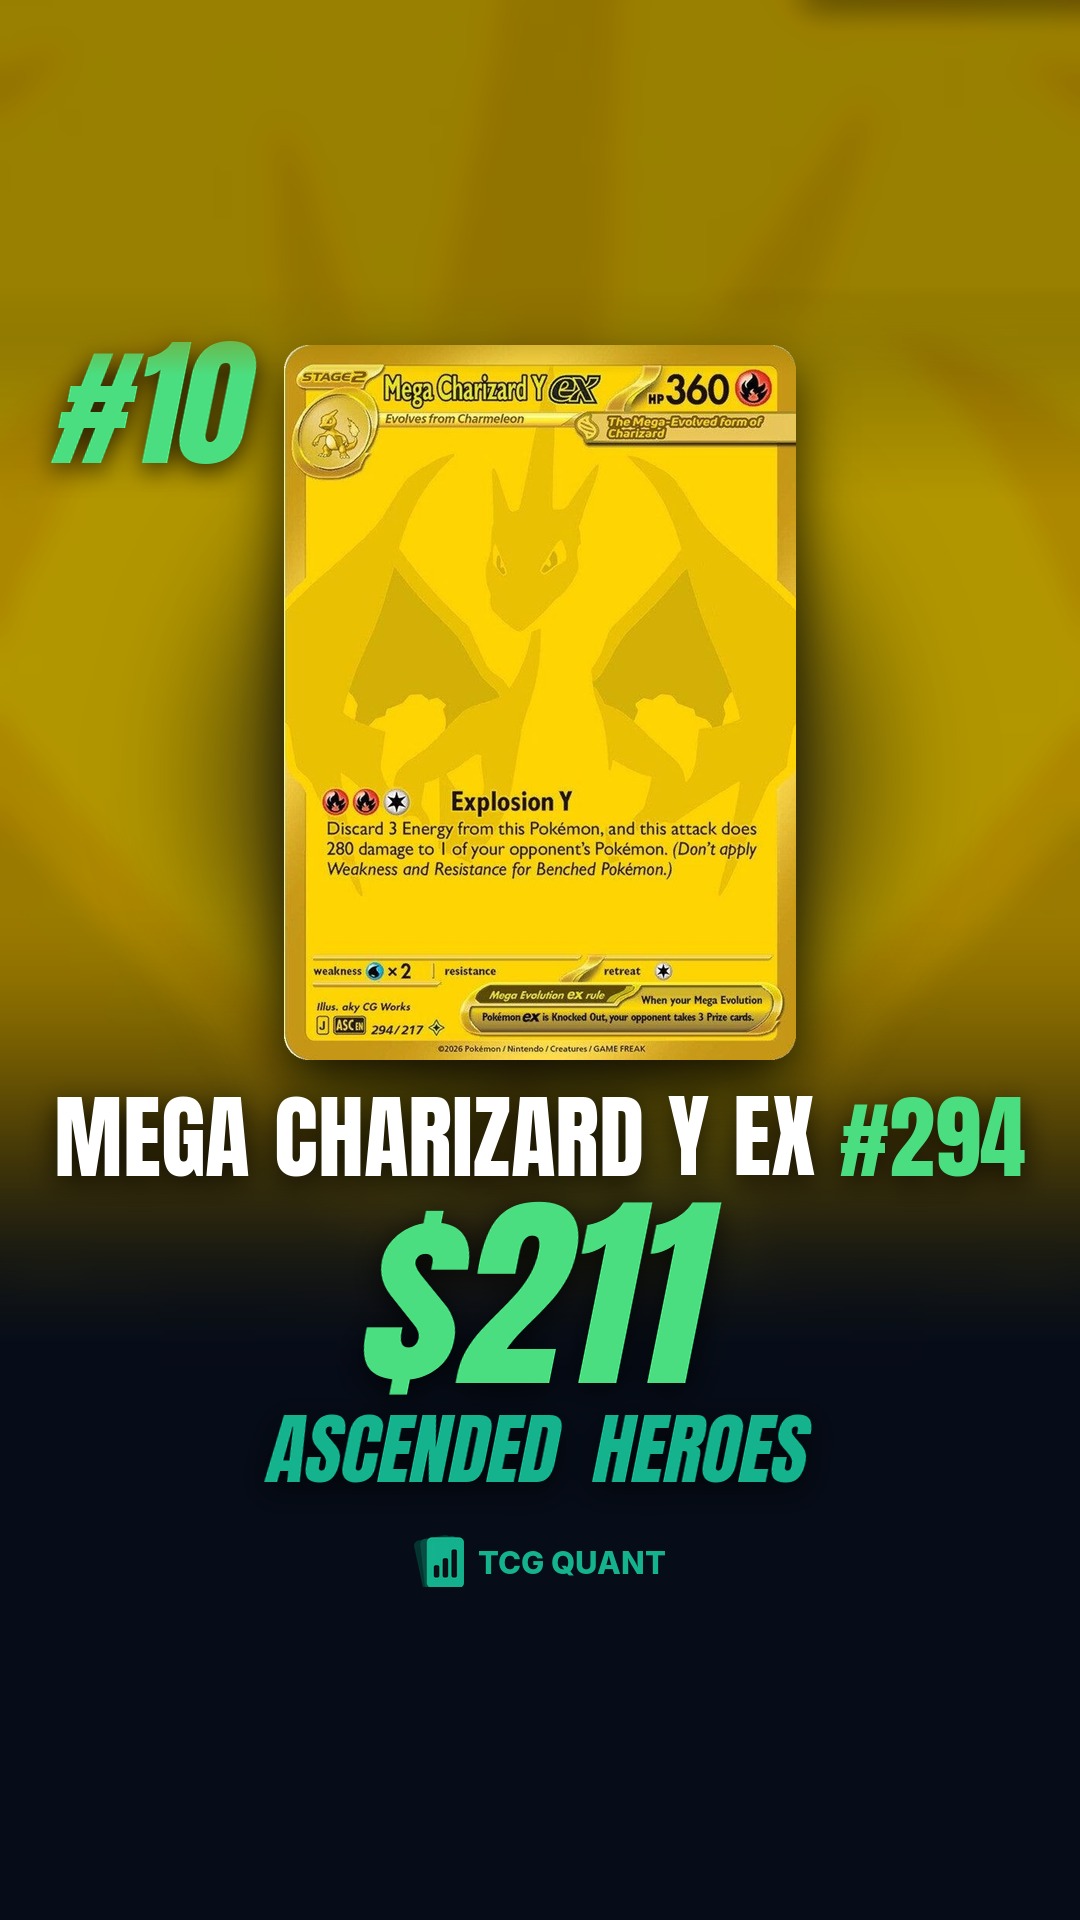 #10
STAGE2
Mega Charizard Y ex
HP 360
Evolves from Charmeleon
The Mega-Evolved form of
Charizard
Explosion Y
Discard 3 Energy from this Pokémon, and this attack does
280 damage to 1 of your opponent's Pokémon. (Don't apply
Weakness and Resistance for Benched Pokémon.)
weakness ×2 resistance retreat
Mega Evolution ex rule When your Mega Evolution
Pokémon ex is Knocked Out, your opponent takes 3 Prize cards.
Illus. aky CG Works
J ASC EN 294/217
©2026 Pokémon / Nintendo / Creatures / GAME FREAK
MEGA CHARIZARD Y EX #294
$211
ASCENDED HEROES
TCG QUANT